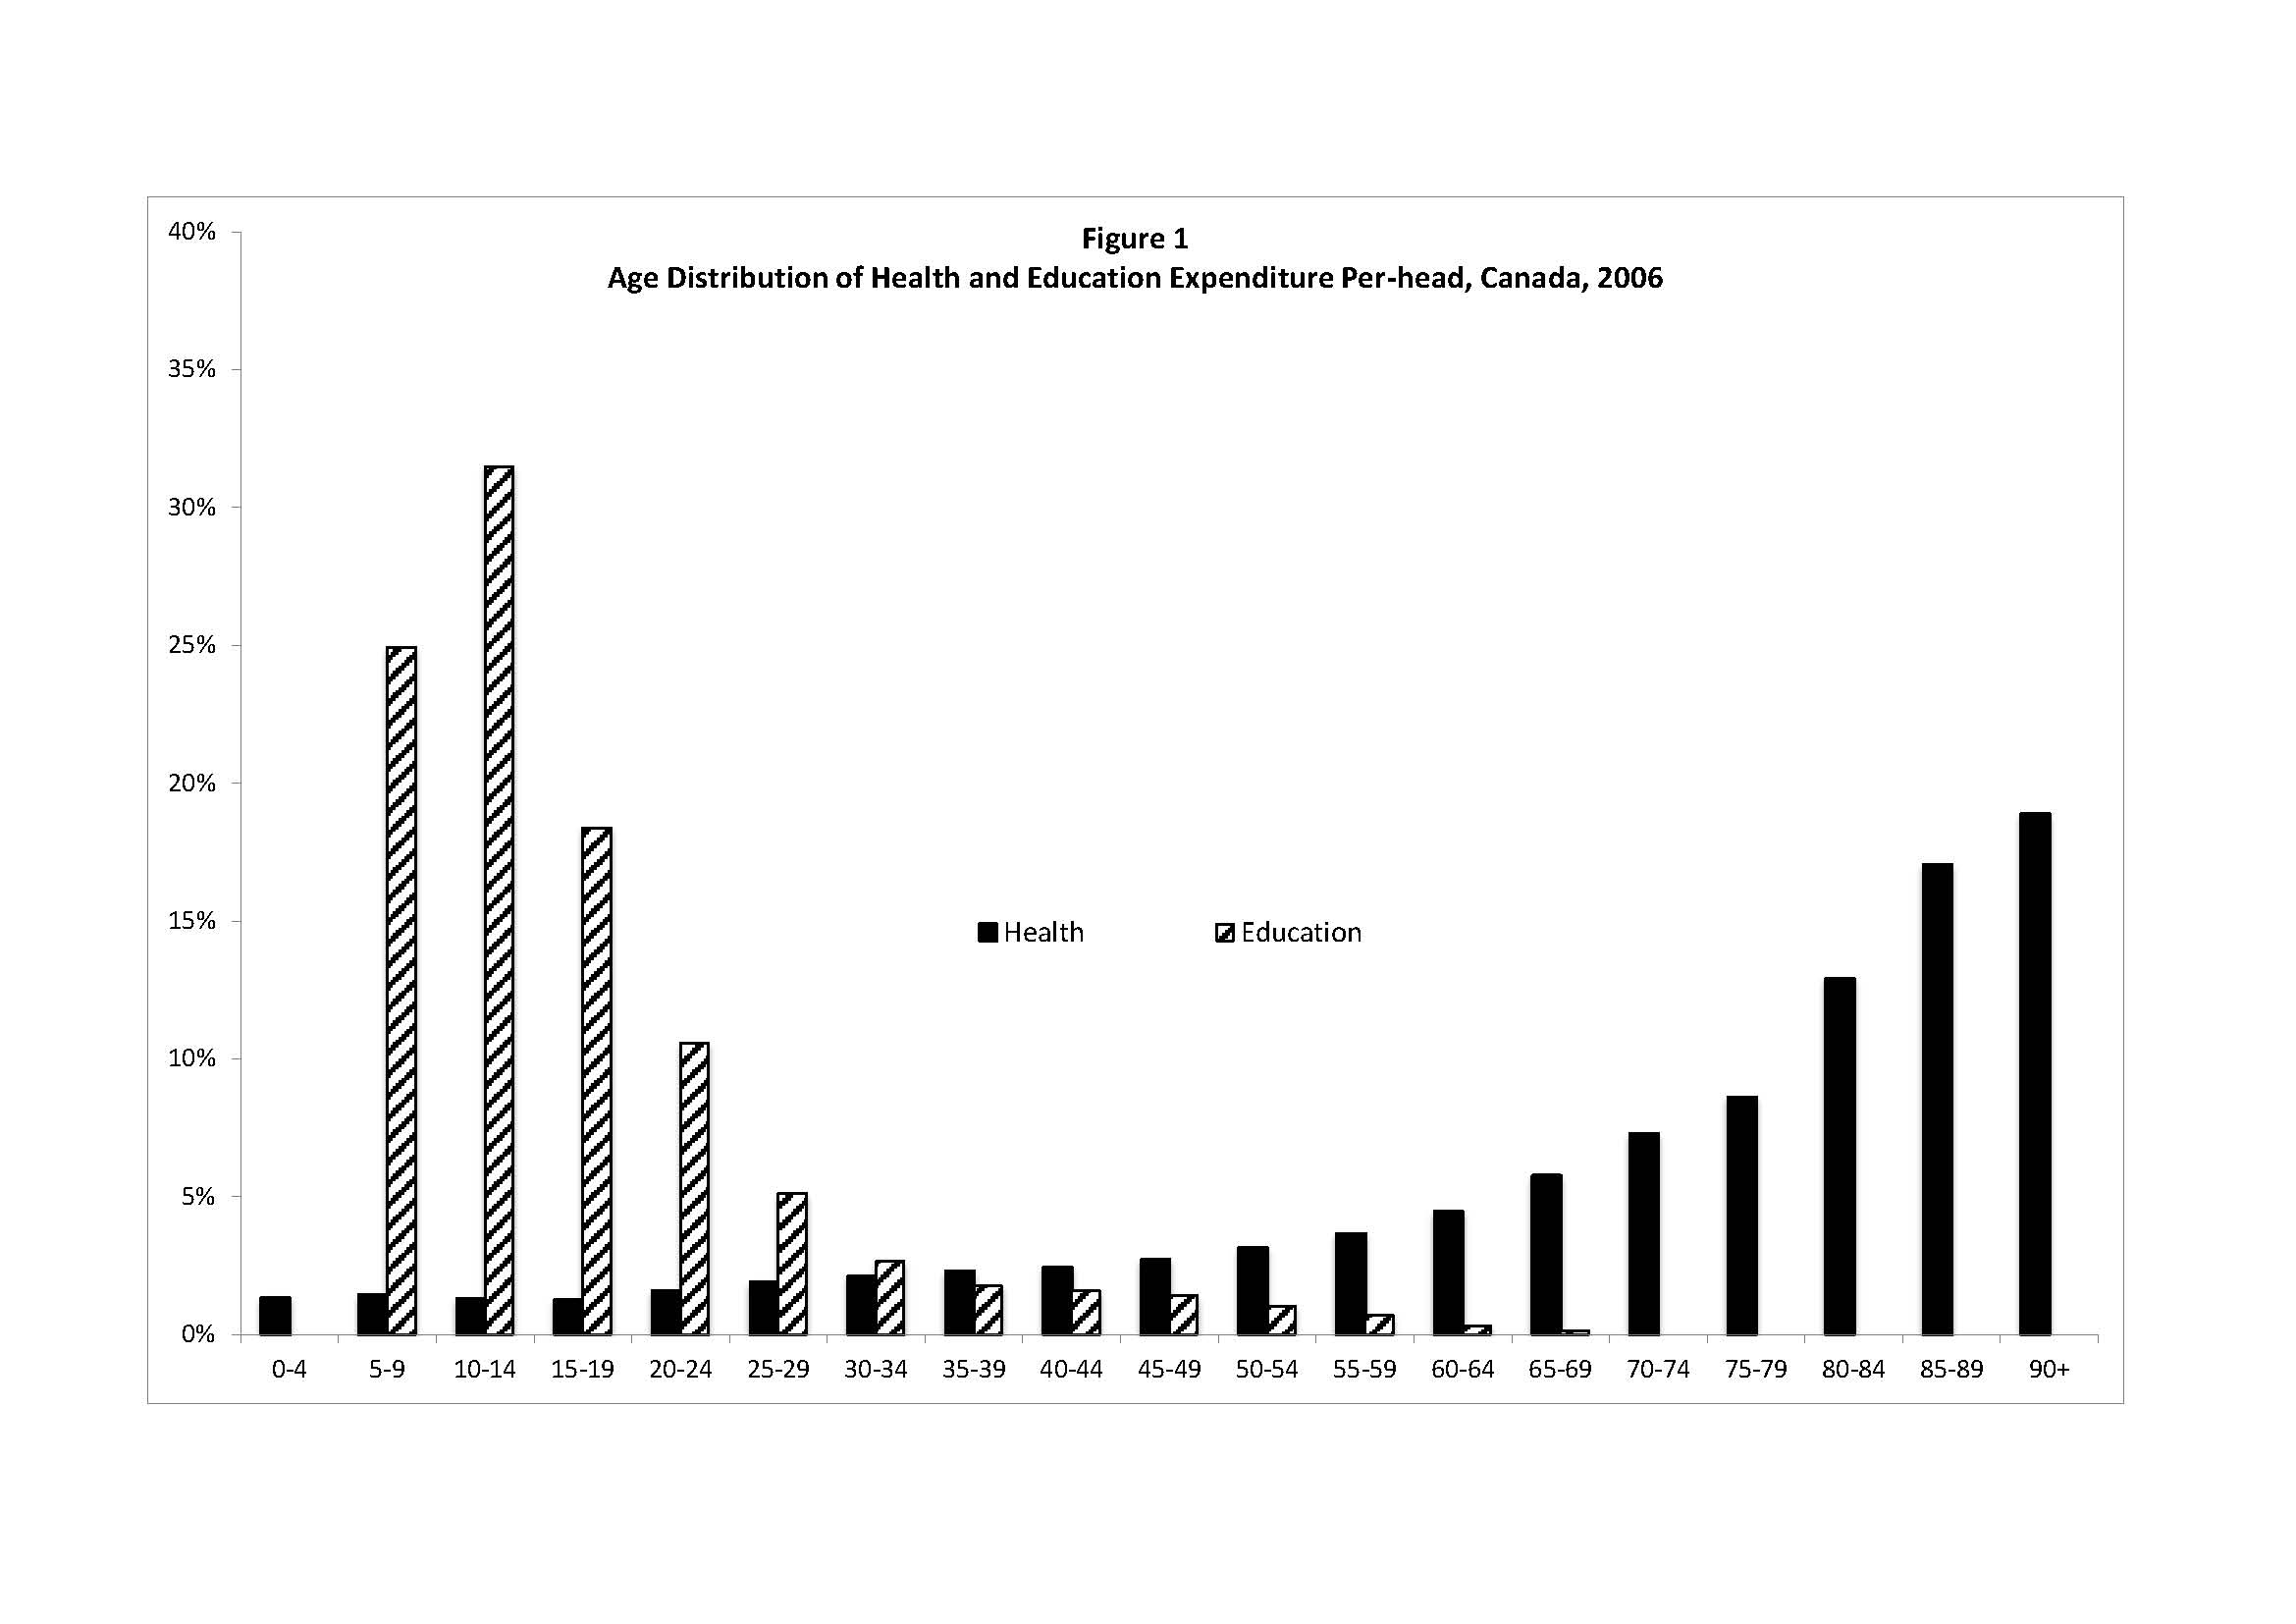 Figure 1
Age Distribution of Health and Education Expenditure Per-head, Canada, 2006
40%
35%
30%
25%
20%
15%
10%
5%
0%
Health Education
0-4 5-9 10-14 15-19 20-24 25-29 30-34 35-39 40-44 45-49 50-54 55-59 60-64 65-69 70-74 75-79 80-84 85-89 90+